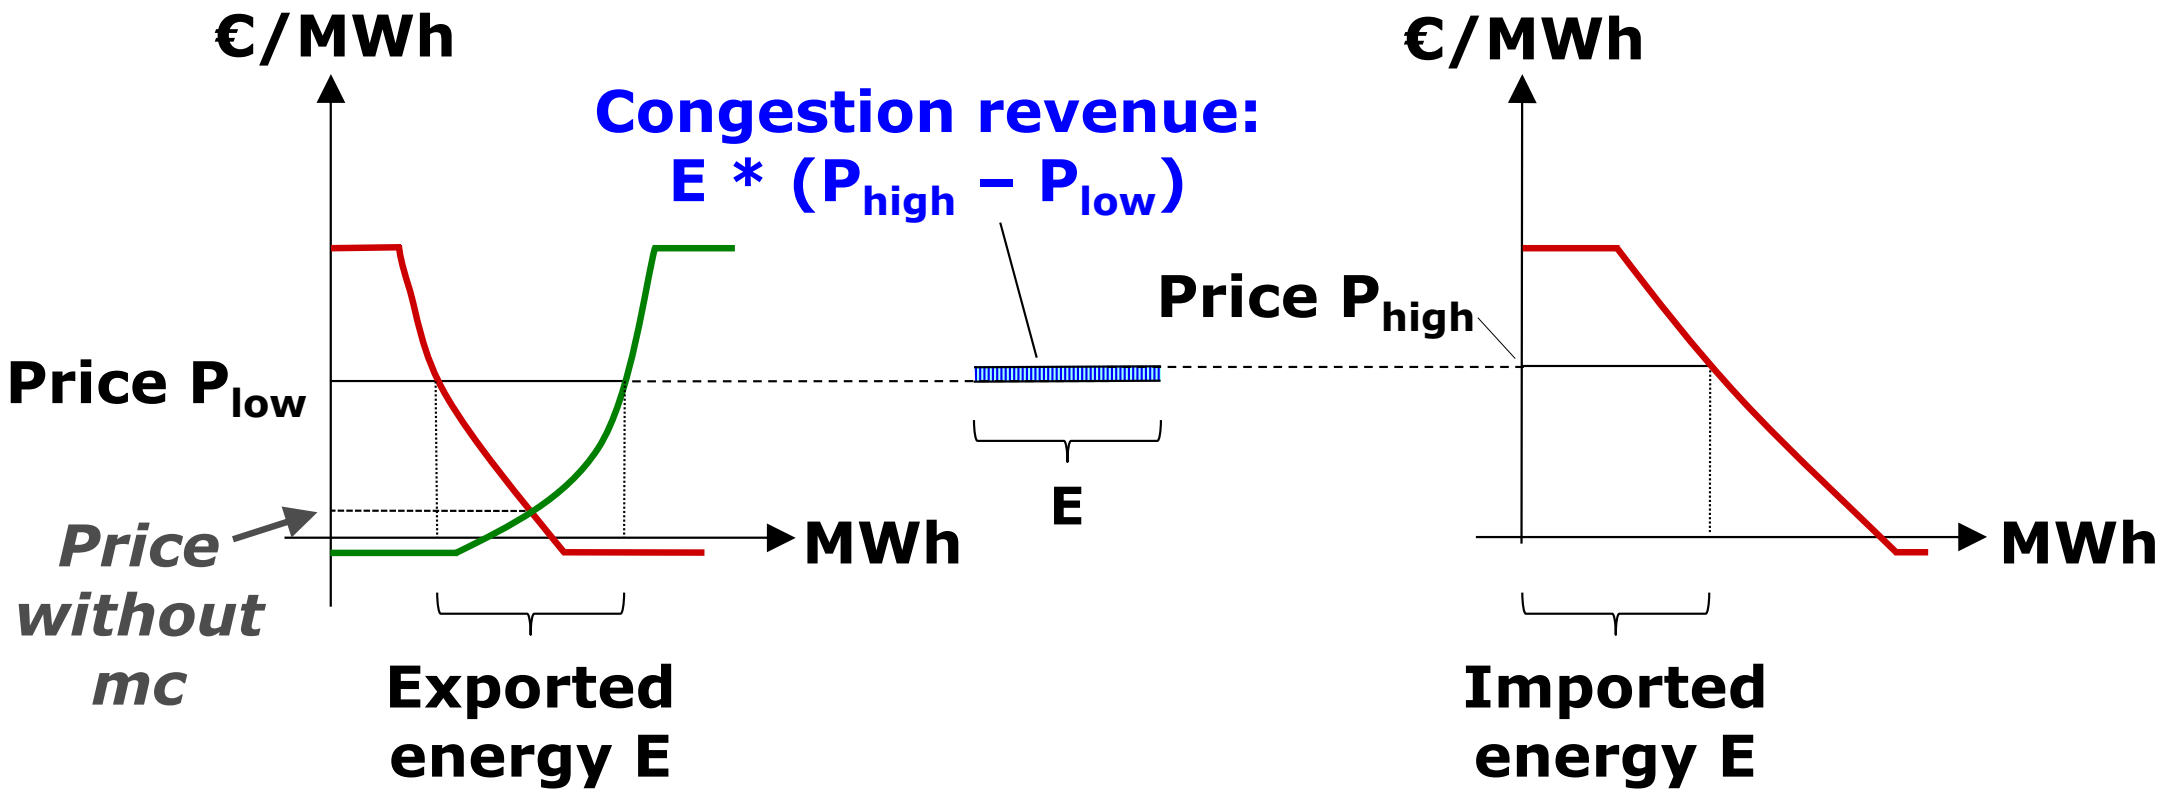 €/MWh
Congestion revenue:
E * (Phigh – Plow)
Price Plow
Price
without
mc
MWh
Exported
energy E
E
€/MWh
Price Phigh
MWh
Imported
energy E